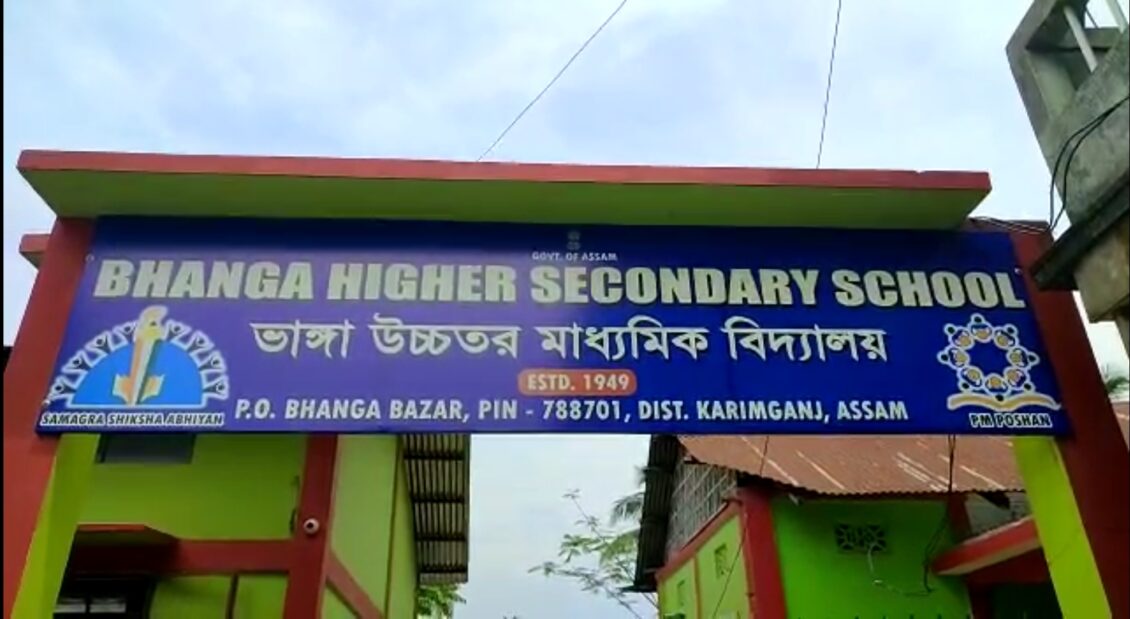 GOVT. OF ASSAM
BHANGA HIGHER SECONDARY SCHOOL
ভাঙ্গা উচ্চতর মাধ্যমিক বিদ্যালয়
ESTD. 1949
P.O. BHANGA BAZAR, PIN - 788701, DIST. KARIMGANJ, ASSAM
SAMAGRA SHIKSHA ABHIYAN
PM POSHAN